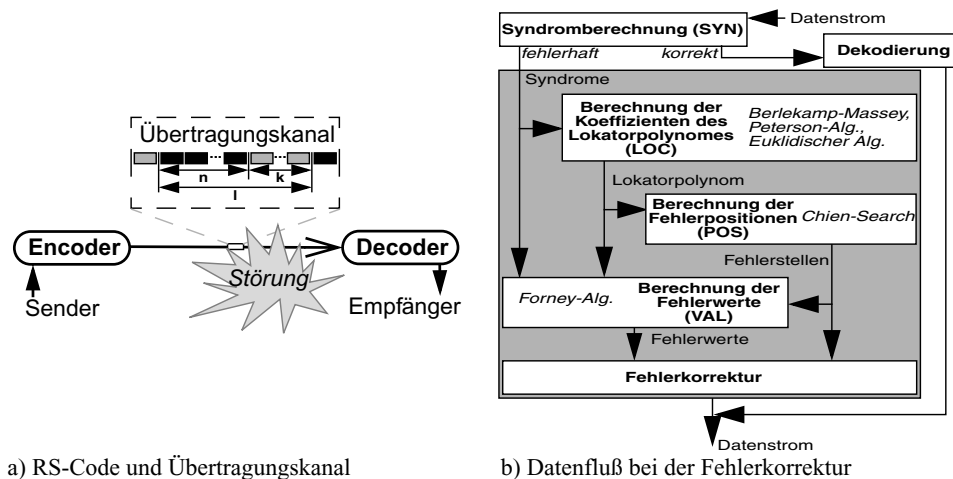 Übertragungskanal
n
k
l
Encoder
Decoder
Störung
Sender
Empfänger
a) RS-Code und Übertragungskanal
Syndromberechnung (SYN)
Datenstrom
fehlerhaft
korrekt
Dekodierung
Syndrome
Berechnung der
Koeffizienten des
Lokatorpolynomes
(LOC)
Berlekamp-Massey,
Peterson-Alg.,
Euklidischer Alg.
Lokatorpolynom
Berechnung der
Fehlerpositionen
(POS)
Chien-Search
Fehlerstellen
Forney-Alg.
Berechnung der
Fehlerwerte
(VAL)
Fehlerwerte
Fehlerkorrektur
Datenstrom
b) Datenfluß bei der Fehlerkorrektur